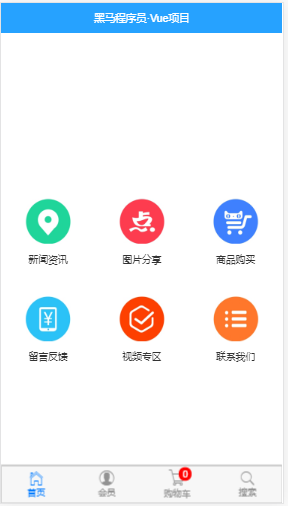 黑马程序员·Vue项目
新闻资讯
图片分享
商品购买
留言反馈
视频专区
联系我们
0
首页
会员
购物车
搜索